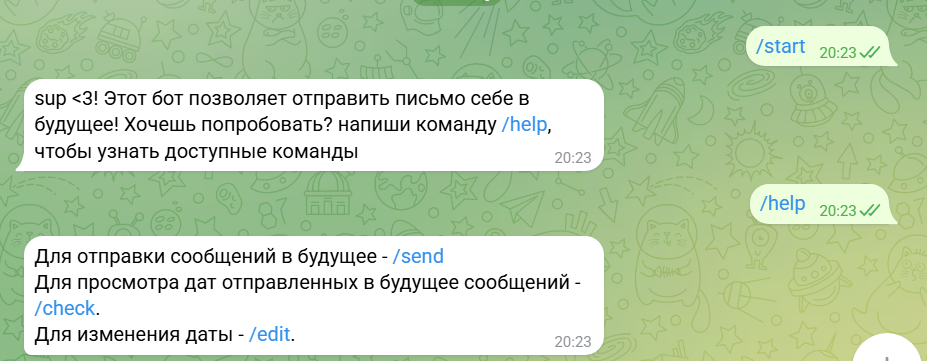 /start 20:23
sup <3! Этот бот позволяет отправить письмо себе в
будущее! Хочешь попробовать? напиши команду /help,
чтобы узнать доступные команды 20:23
/help 20:23
Для отправки сообщений в будущее - /send
Для просмотра дат отправленных в будущее сообщений -
/check.
Для изменения даты - /edit. 20:23